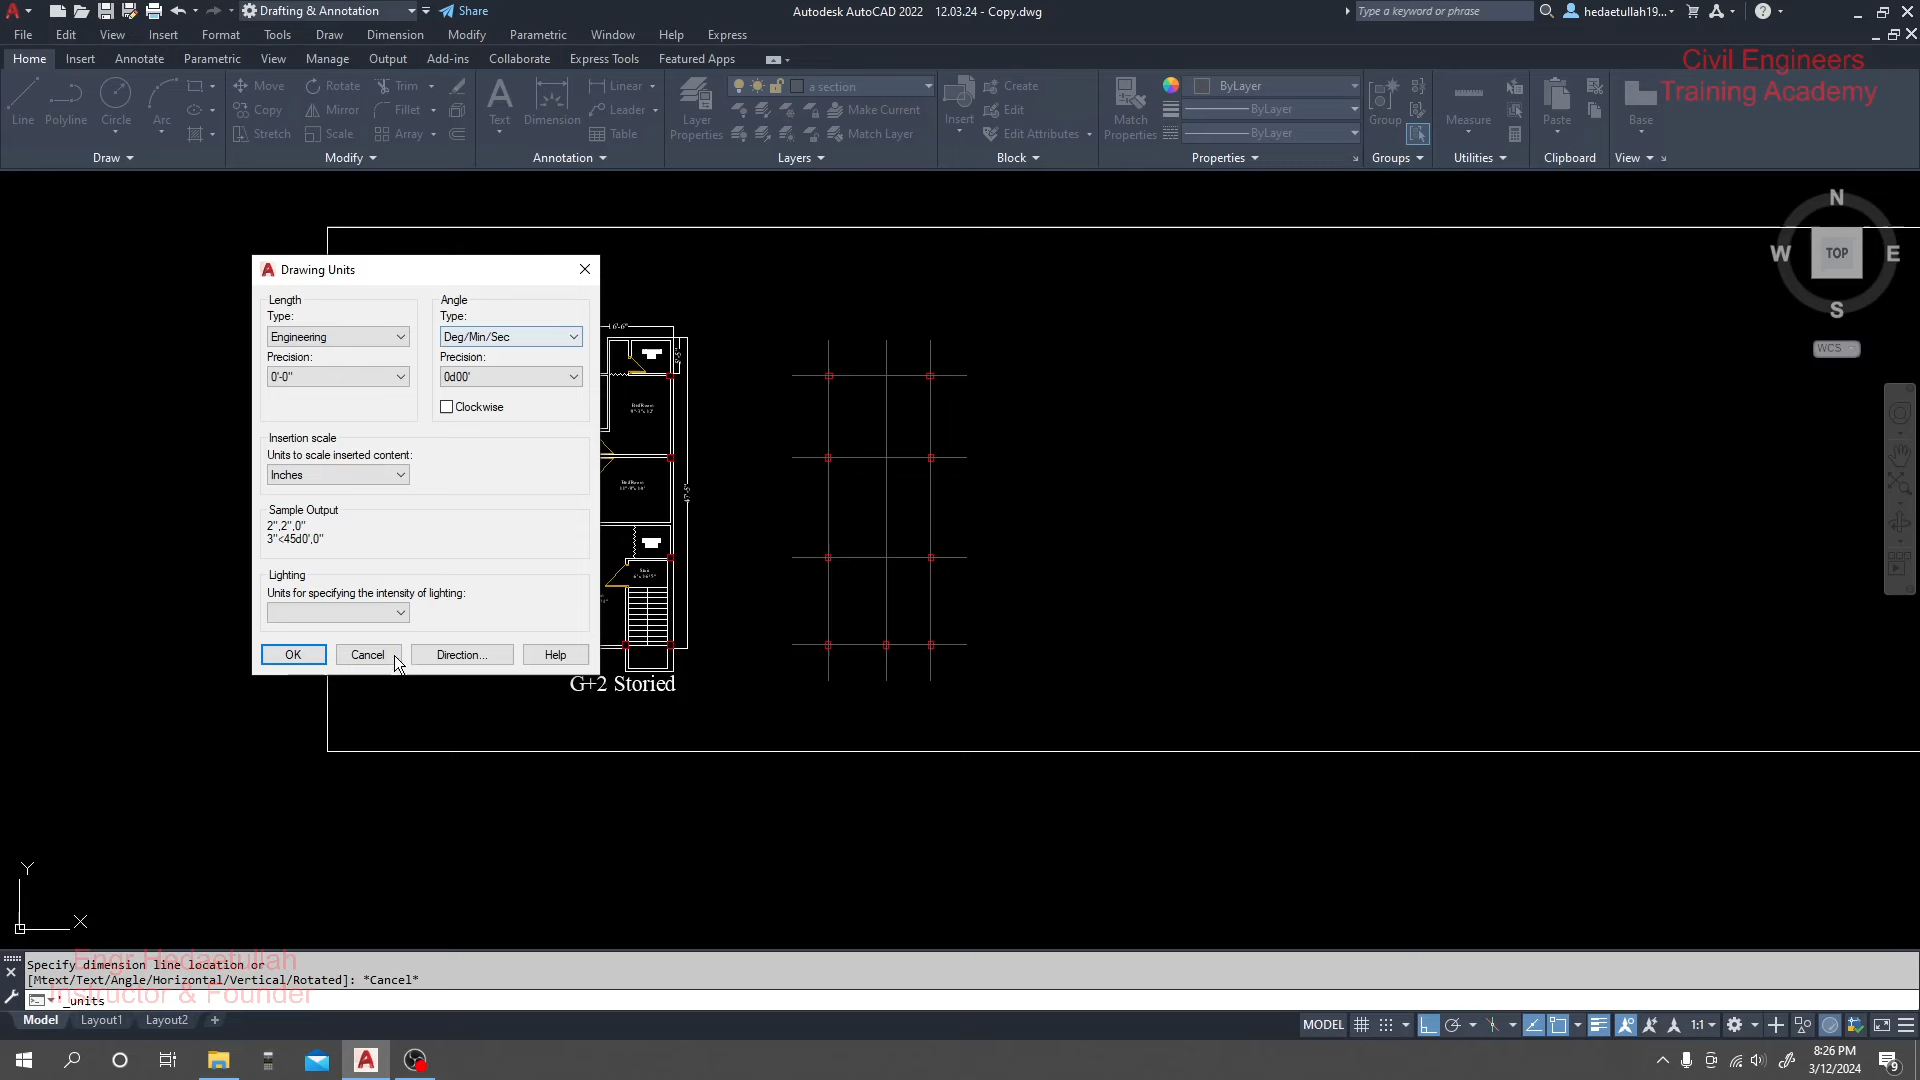 Drafting & Annotation
Share
Autodesk AutoCAD 2022 12.03.24 - Copy.dwg
Type a keyword or phrase
hedaetullah19...
File Edit View Insert Format Tools Draw Dimension Modify Parametric Window Help Express
Home Insert Annotate Parametric View Manage Output Add-ins Collaborate Express Tools Featured Apps
Civil Engineers
Training Academy
Line Polyline Circle Arc
Move Rotate Trim
Copy Mirror Fillet
Stretch Scale Array
Text Dimension
Linear
Leader
Table
Layer Properties
a section
Make Current
Match Layer
Insert
Create
Edit
Edit Attributes
Match Properties
ByLayer
ByLayer
ByLayer
Group
Measure
Paste
Base
Draw Modify Annotation Layers Block Properties Groups Utilities Clipboard View
N
W TOP E
S
WCS
Drawing Units
Length
Type:
Engineering
Precision:
0'-0"
Angle
Type:
Deg/Min/Sec
Precision:
0d00'
Clockwise
Insertion scale
Units to scale inserted content:
Inches
Sample Output
2",2",0"
3"<45d0',0"
Lighting
Units for specifying the intensity of lighting:
OK Cancel Direction... Help
6'-6"
G+2 Storied
Y
X
Specify dimension line location or
[Mtext/Text/Angle/Horizontal/Vertical/Rotated]: *Cancel*
'_units
Engr Hedaetullah
Instructor & Founder
Model Layout1 Layout2 +
MODEL
1:1
8:26 PM
3/12/2024
9